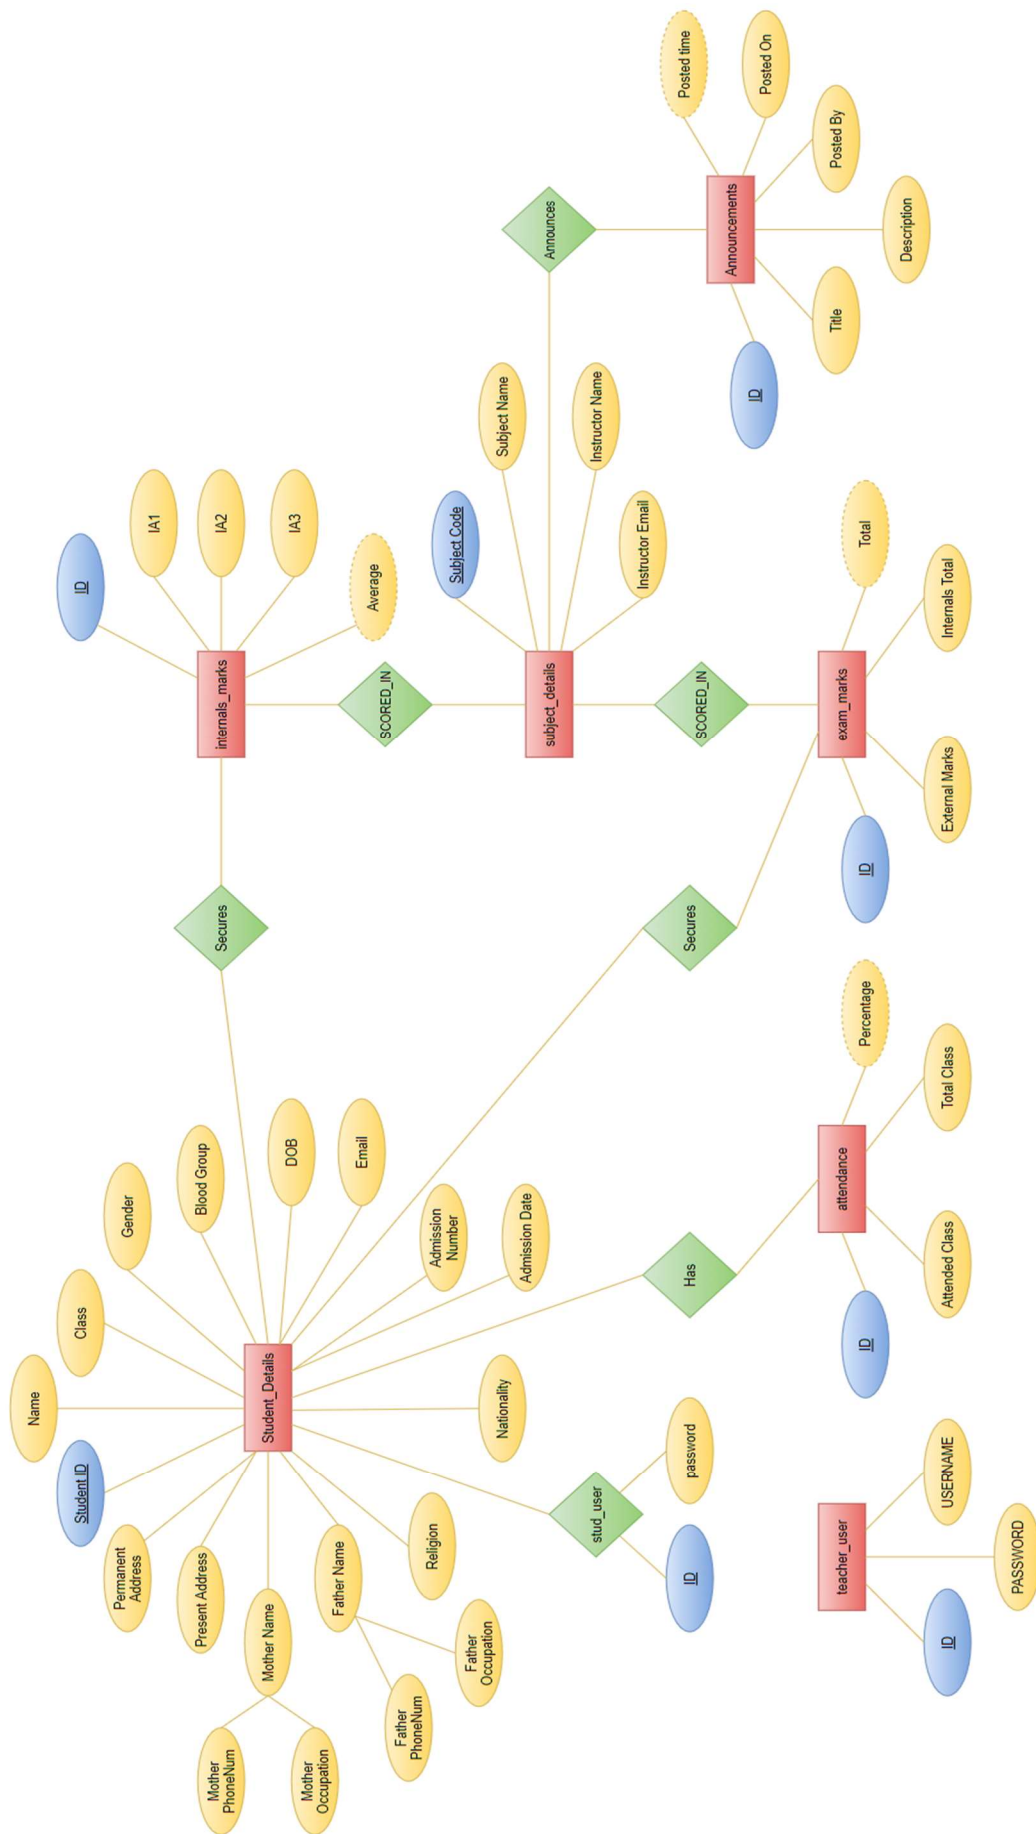 Name
Class
Gender
Blood Group
DOB
Email
Admission
Number
Admission Date
Student ID
Permanent
Address
Present Address
Mother Name
Mother
PhoneNum
Mother
Occupation
Father Name
Father
PhoneNum
Father
Occupation
Religion
Nationality
Student_Details
stud_user
ID
password
Has
Secures
Secures
ID
IA1
IA2
IA3
Average
internals_marks
SCORED_IN
Subject Code
Subject Name
Instructor Name
Instructor Email
subject_details
SCORED_IN
Announces
Posted time
Posted On
Posted By
Description
Title
ID
Announcements
Total
Internals Total
External Marks
ID
exam_marks
Percentage
Total Class
Attended Class
ID
attendance
teacher_user
USERNAME
PASSWORD
ID